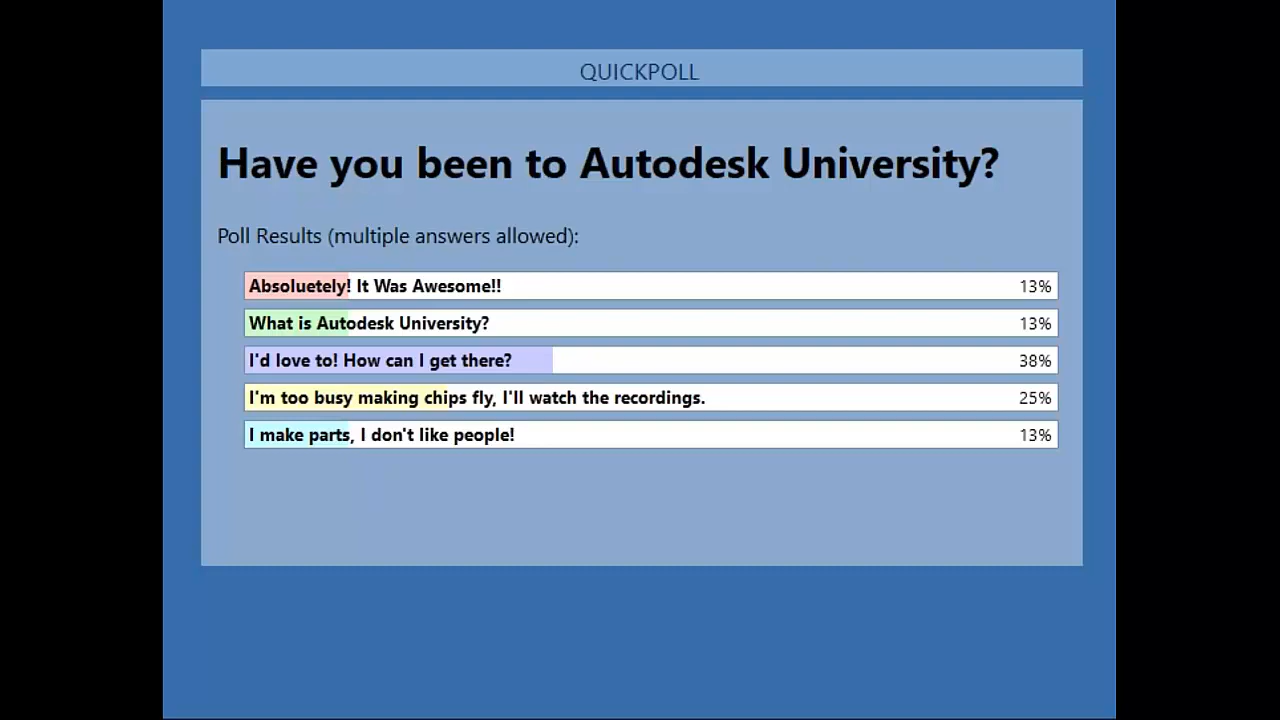 QUICKPOLL
Have you been to Autodesk University?
Poll Results (multiple answers allowed):
Absoluetely! It Was Awesome!! 13%
What is Autodesk University? 13%
I'd love to! How can I get there? 38%
I'm too busy making chips fly, I'll watch the recordings. 25%
I make parts, I don't like people! 13%